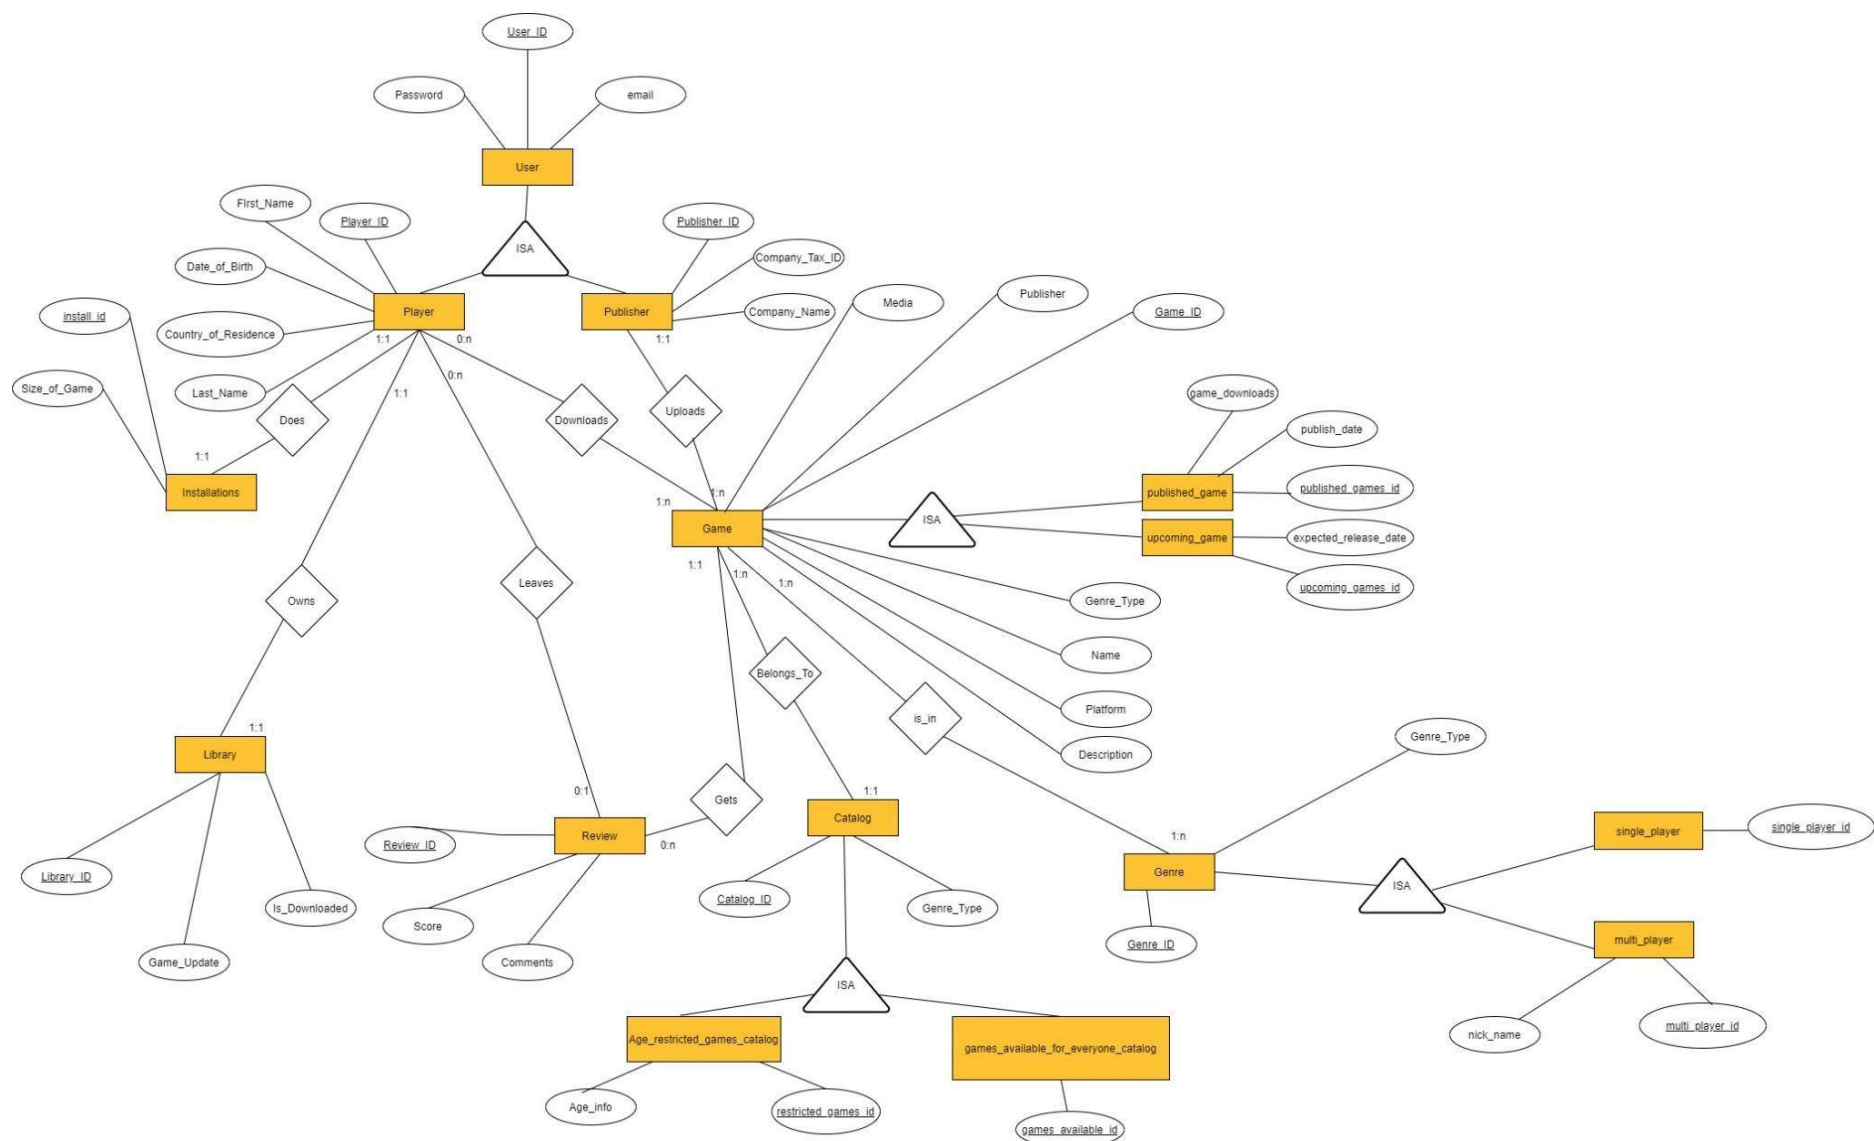 User_ID
Password
email
User
FIrst_Name
Player_ID
ISA
Publisher_ID
Date_of_Birth
Company_Tax_ID
Player
Publisher
Company_Name
Media
Publisher
Game_ID
install_id
Country_of_Residence
1:1
0:n
1:1
Size_of_Game
Last_Name
0:n
1:1
Does
Downloads
Uploads
game_downloads
publish_date
1:1
Installations
published_game
published_games_id
1:n
1:n
Game
ISA
upcoming_game
expected_release_date
upcoming_games_id
1:1
1:n
1:n
Leaves
Owns
Genre_Type
Name
Belongs_To
Platform
is_in
Description
Genre_Type
1:1
Library
0:1
Gets
1:1
Catalog
Review_ID
Review
0:n
1:n
Genre
single_player
single_player_id
Library_ID
Is_Downloaded
Score
Catalog_ID
Genre_Type
ISA
Game_Update
Comments
Genre_ID
multi_player
ISA
nick_name
multi_player_id
Age_restricted_games_catalog
games_available_for_everyone_catalog
Age_info
restricted_games_id
games_available_id